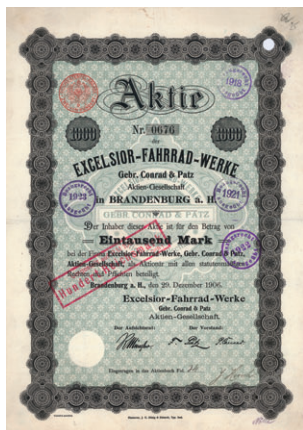 Aktie
1000 Nr. 0676 1000
der
EXCELSIOR-FAHRRAD-WERKE
Gebr. Conrad & Patz
Aktien-Gesellschaft
in BRANDENBURG a. H.
GEBR. CONRAD & PATZ
Der Inhaber dieser Aktie ist für den Betrag von
Eintausend Mark
bei der Firma Excelsior-Fahrrad-Werke, Gebr. Conrad & Patz,
Aktien-Gesellschaft, als Aktionär mit allen statutenmäßigen
Rechten und Pflichten beteiligt.
Brandenburg a. H., den 29. Dezember 1906.
Excelsior-Fahrrad-Werke
Gebr. Conrad & Patz
Aktien-Gesellschaft.
Der Aufsichtsrat: Der Vorstand:
Eingetragen in das Aktienbuch Fol.
1923
1921
1922